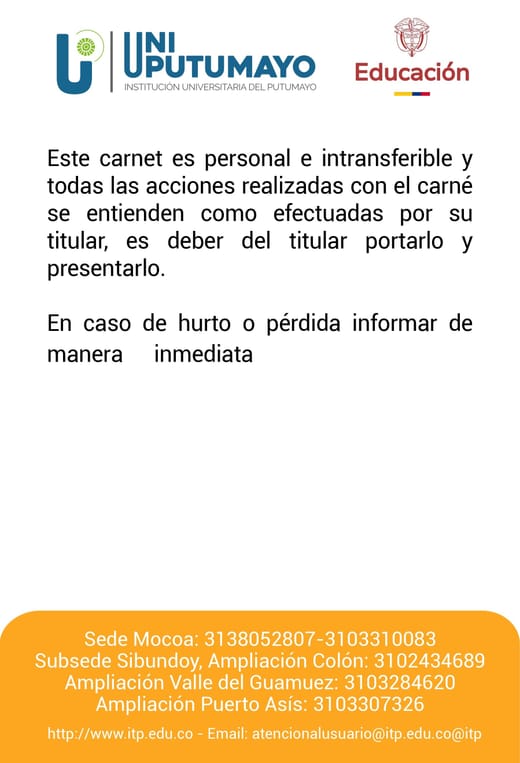 UNI
PUTUMAYO
INSTITUCIÓN UNIVERSITARIA DEL PUTUMAYO
Educación
Este carnet es personal e intransferible y
todas las acciones realizadas con el carné
se entienden como efectuadas por su
titular, es deber del titular portarlo y
presentarlo.
En caso de hurto o pérdida informar de
manera inmediata
Sede Mocoa: 3138052807-3103310083
Subsede Sibundoy, Ampliación Colón: 3102434689
Ampliación Valle del Guamuez: 3103284620
Ampliación Puerto Asís: 3103307326
http://www.itp.edu.co - Email: atencionalusuario@itp.edu.co@itp